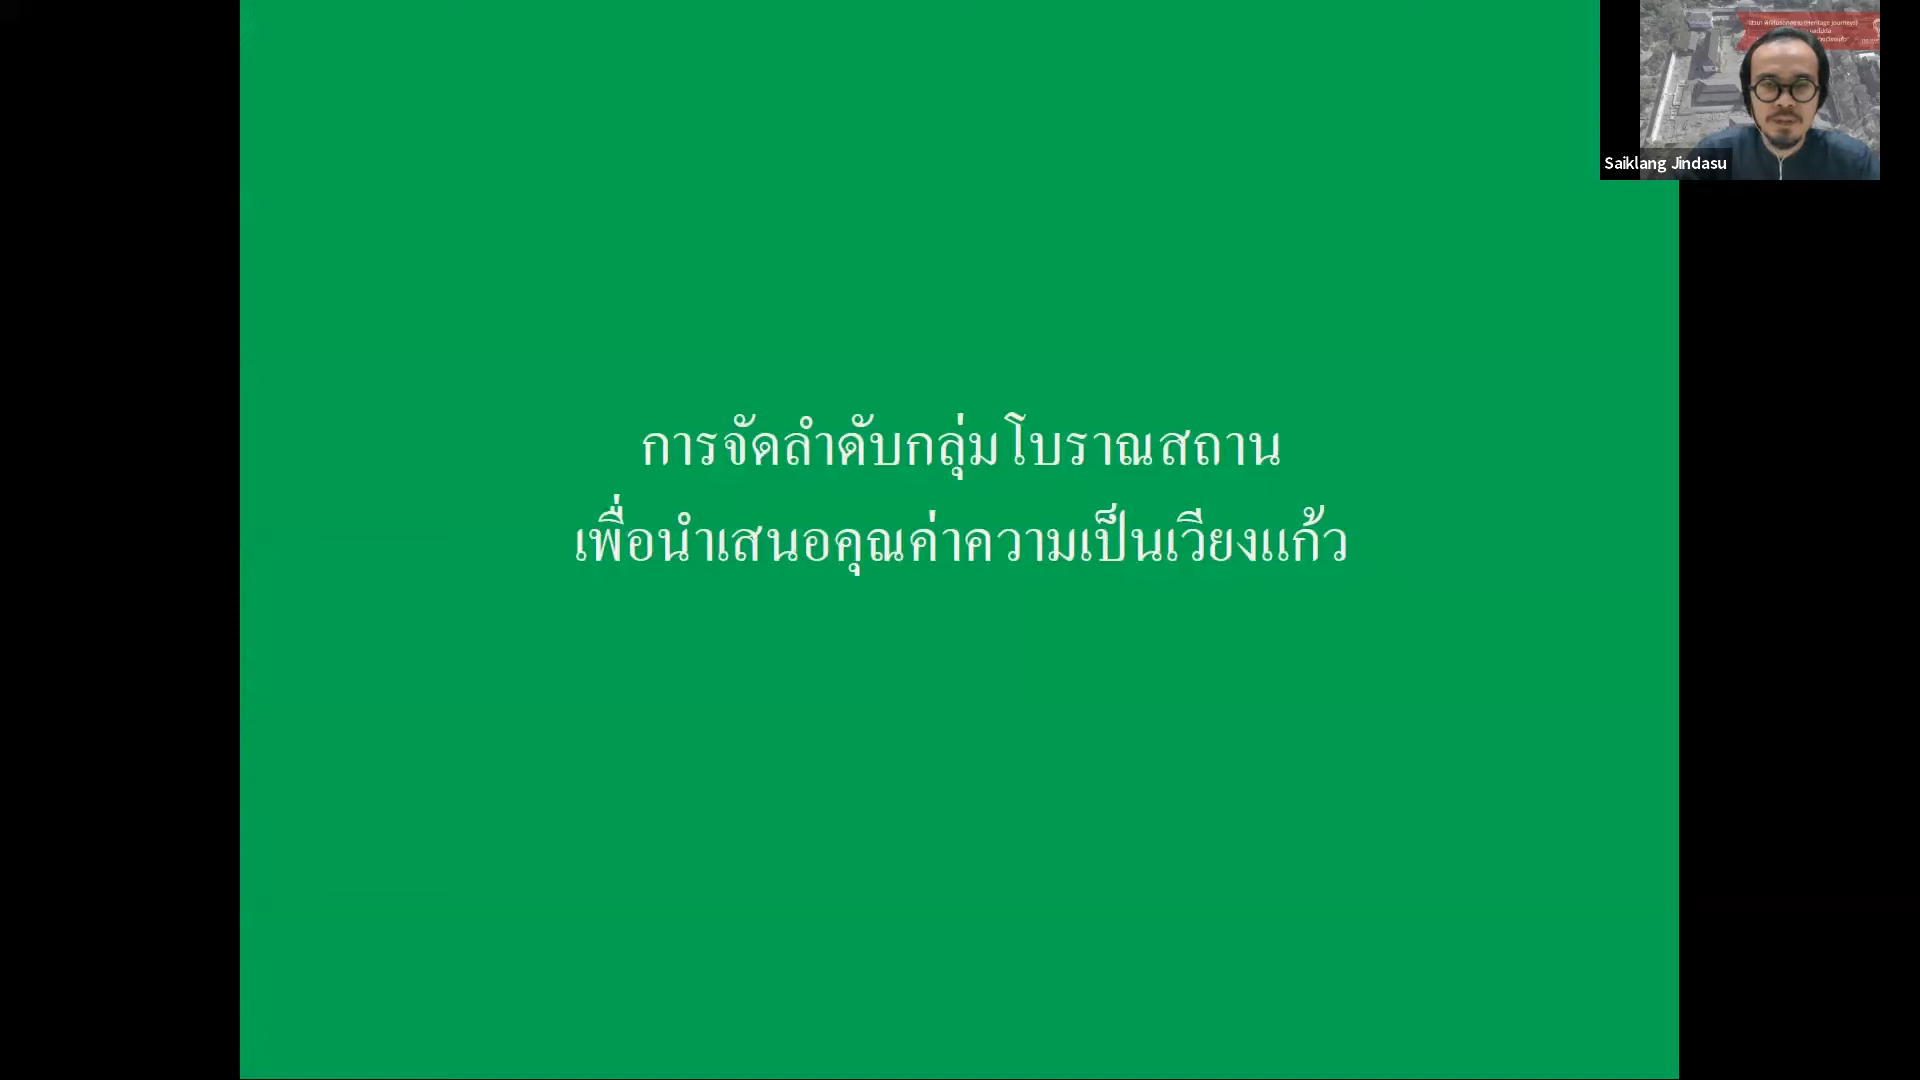 การจัดลำดับกลุ่มโบราณสถาน
เพื่อนำเสนอคุณค่าความเป็นเวียงแก้ว
(Heritage Journeys)
Saiklang Jindasu